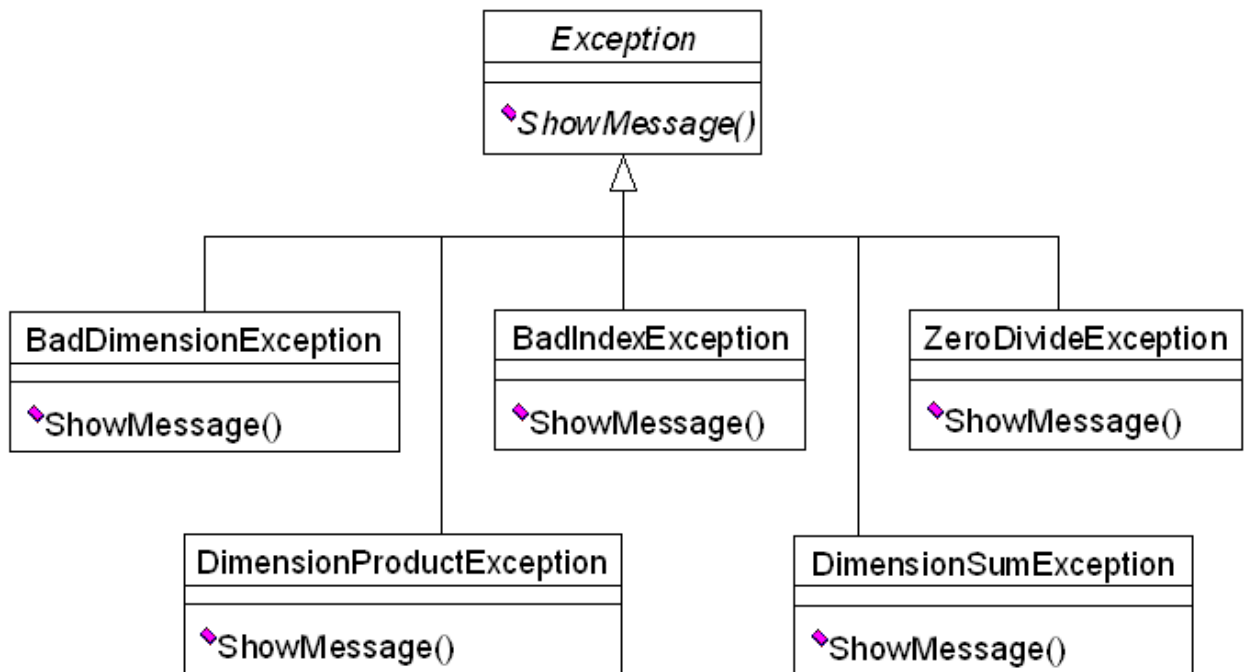 Exception
ShowMessage()
BadDimensionException
ShowMessage()
BadIndexException
ShowMessage()
ZeroDivideException
ShowMessage()
DimensionProductException
ShowMessage()
DimensionSumException
ShowMessage()